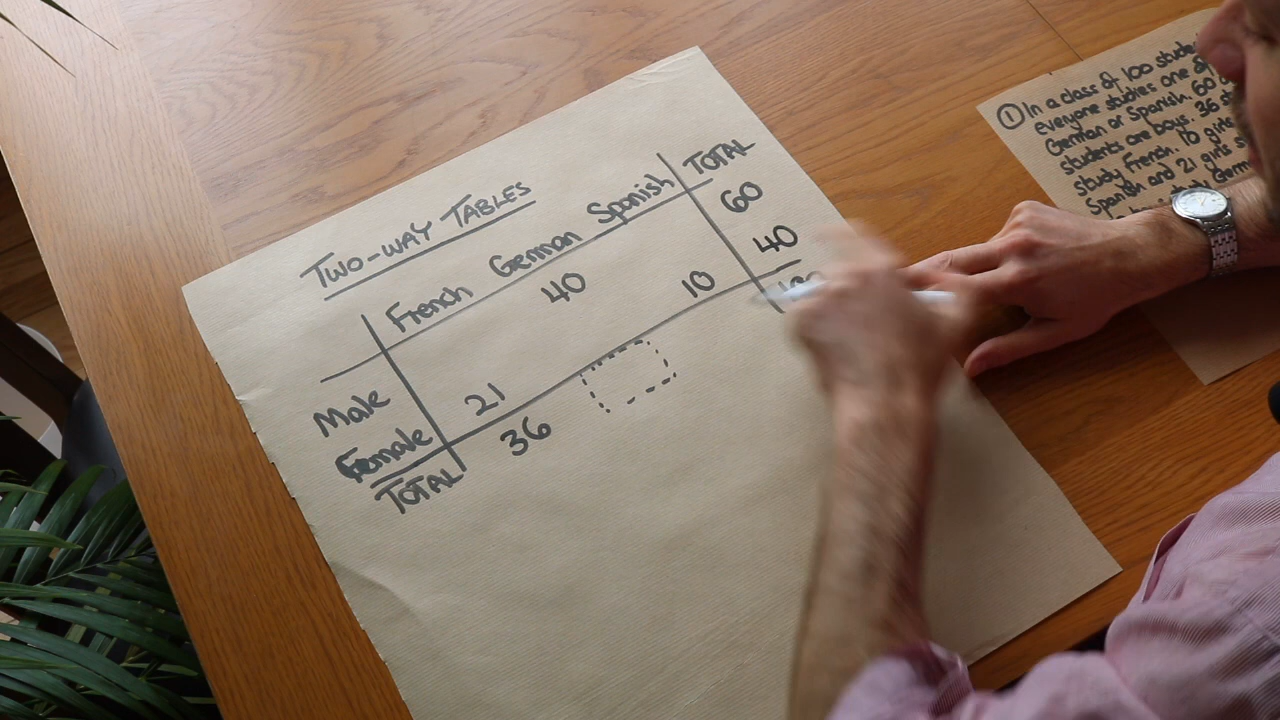 TWO-WAY TABLES
French German Spanish TOTAL
Male 40 60
Female 21 10 40
TOTAL 36
① In a class of 100
everyone studies one
German or Spanish. 60
students are boys. 36
study French. 10 girls
Spanish and 21 girls